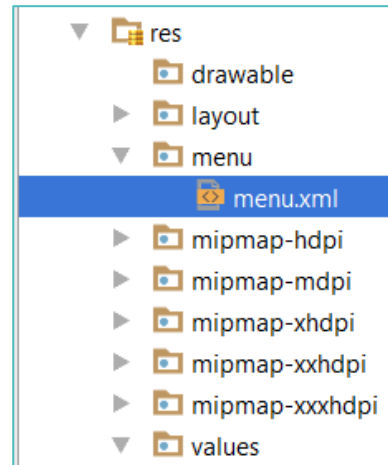 res
drawable
layout
menu
menu.xml
mipmap-hdpi
mipmap-mdpi
mipmap-xhdpi
mipmap-xxhdpi
mipmap-xxxhdpi
values